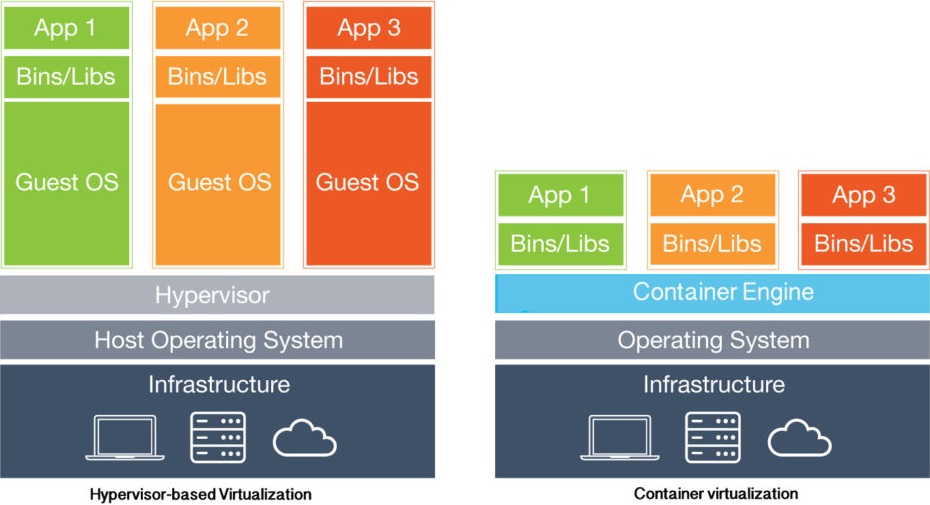 App 1
App 2
App 3
Bins/Libs
Bins/Libs
Bins/Libs
Guest OS
Guest OS
Guest OS
Hypervisor
Host Operating System
Infrastructure
Hypervisor-based Virtualization
App 1
App 2
App 3
Bins/Libs
Bins/Libs
Bins/Libs
Container Engine
Operating System
Infrastructure
Container virtualization